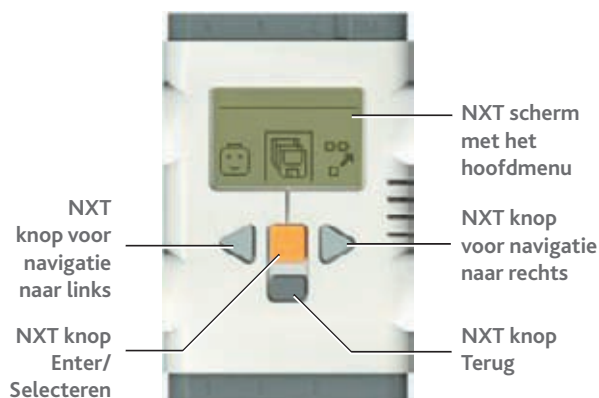 NXT scherm
met het
hoofdmenu
NXT
knop voor
navigatie
naar links
NXT knop
voor navigatie
naar rechts
NXT knop
Enter/
Selecteren
NXT knop
Terug